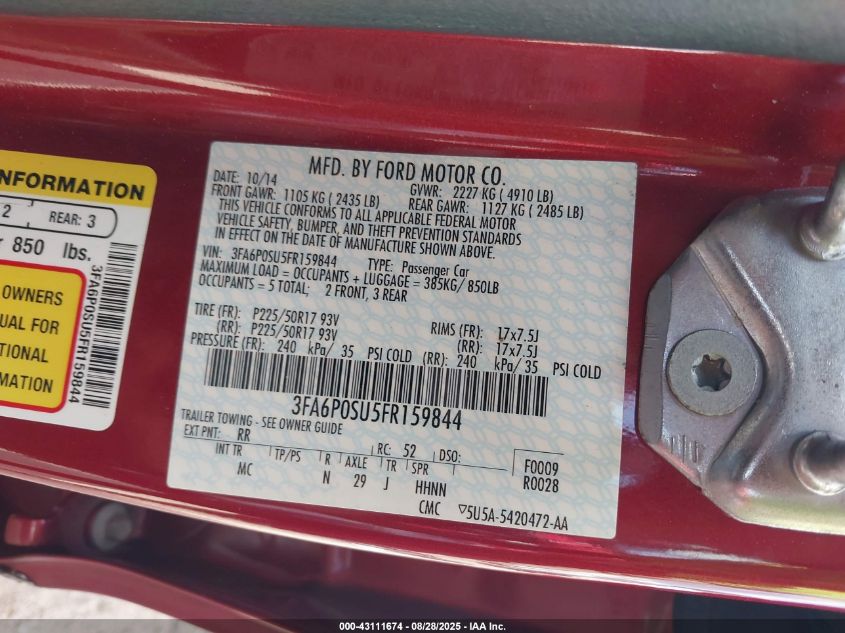 NFORMATION
2 REAR: 3
850 lbs.
OWNERS
UAL FOR
TIONAL
MATION
3FA6P0SU5FR159844
MFD. BY FORD MOTOR CO.
DATE: 10/14 GVWR: 2227 KG ( 4910 LB)
FRONT GAWR: 1105 KG ( 2435 LB) REAR GAWR: 1127 KG ( 2485 LB)
THIS VEHICLE CONFORMS TO ALL APPLICABLE FEDERAL MOTOR
VEHICLE SAFETY, BUMPER, AND THEFT PREVENTION STANDARDS
IN EFFECT ON THE DATE OF MANUFACTURE SHOWN ABOVE.
VIN: 3FA6P0SU5FR159844 TYPE: Passenger Car
MAXIMUM LOAD = OCCUPANTS + LUGGAGE = 385KG/ 850LB
OCCUPANTS = 5 TOTAL: 2 FRONT, 3 REAR
TIRE (FR): P225/50R17 93V RIMS (FR): 17x7.5J
(RR): P225/50R17 93V (RR): 17x7.5J
PRESSURE (FR): 240 kPa/ 35 PSI COLD (RR): 240 kPa/ 35 PSI COLD
3FA6P0SU5FR159844
TRAILER TOWING - SEE OWNER GUIDE
EXT PNT: RR RC: 52 DSO: F0009
INT TR TP/PS R AXLE TR SPR R0028
MC N 29 J HHNN
CMC ▽5U5A-5420472-AA
000-43111674 - 08/28/2025 - IAA Inc.